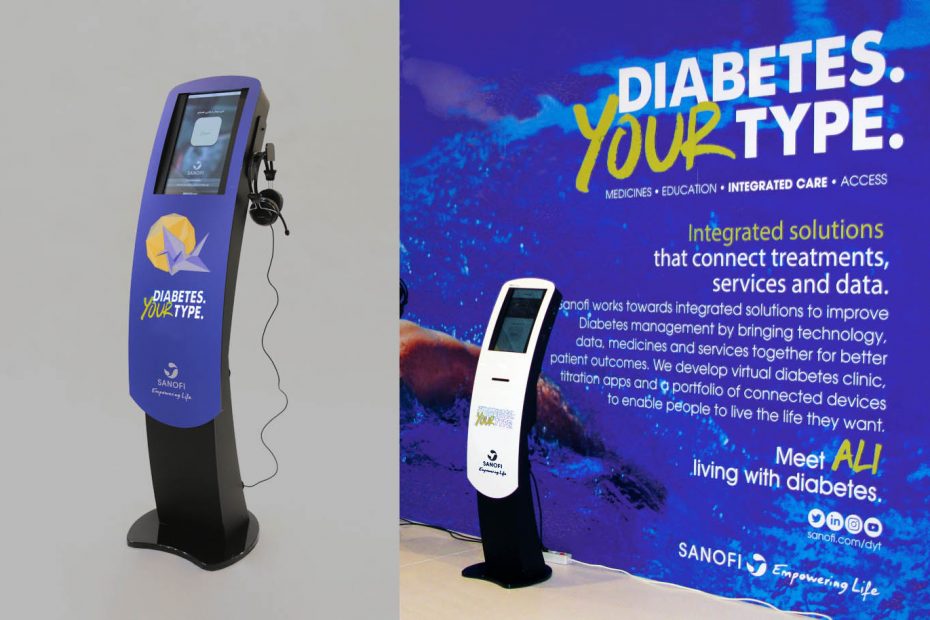 SANOFI
DIABETES.
YOUR TYPE.
SANOFI
Empowering Life
DIABETES.
YOUR TYPE.
MEDICINES • EDUCATION • INTEGRATED CARE • ACCESS
Integrated solutions
that connect treatments,
services and data.
Sanofi works towards integrated solutions to improve
Diabetes management by bringing technology,
data, medicines and services together for better
patient outcomes. We develop virtual diabetes clinic,
titration apps and a portfolio of connected devices
to enable people to live the life they want.
Meet ALI
living with diabetes.
sanofi.com/dyt
SANOFI Empowering Life
DIABETES.
YOUR TYPE.
SANOFI
Empowering Life